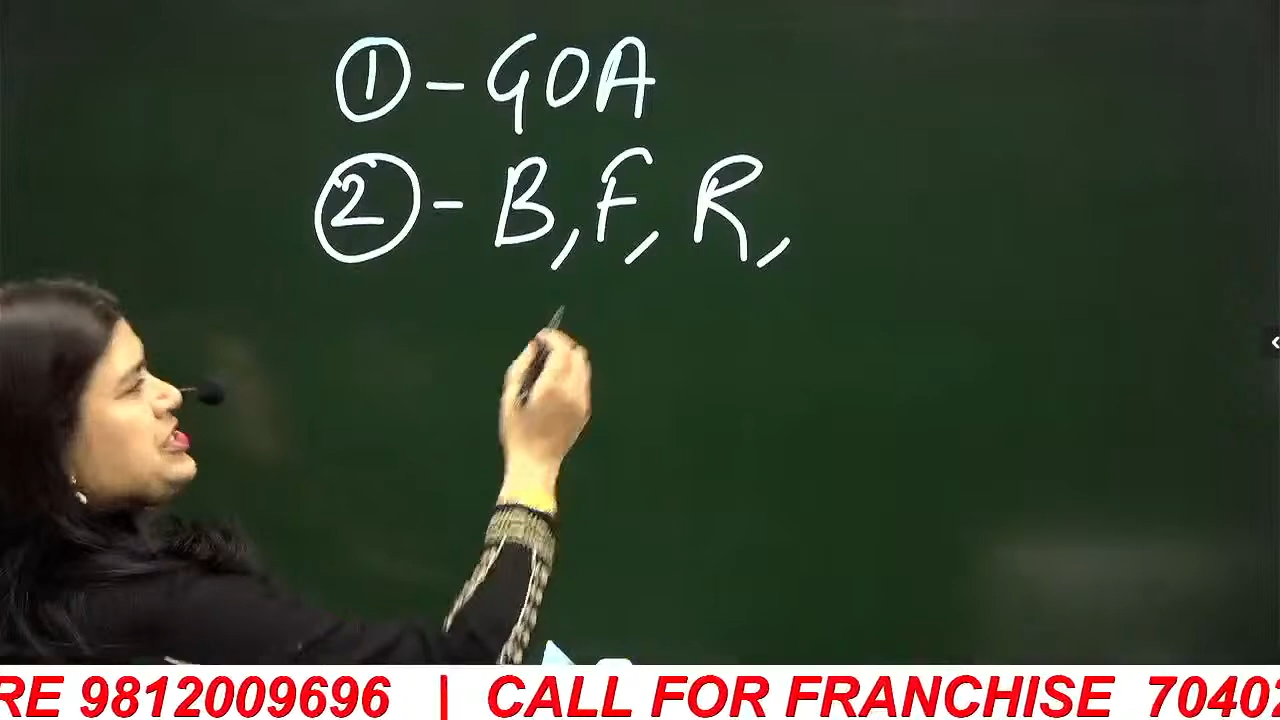 ① - GOA
② - B, F, R,
RE 9812009696 | CALL FOR FRANCHISE 7040